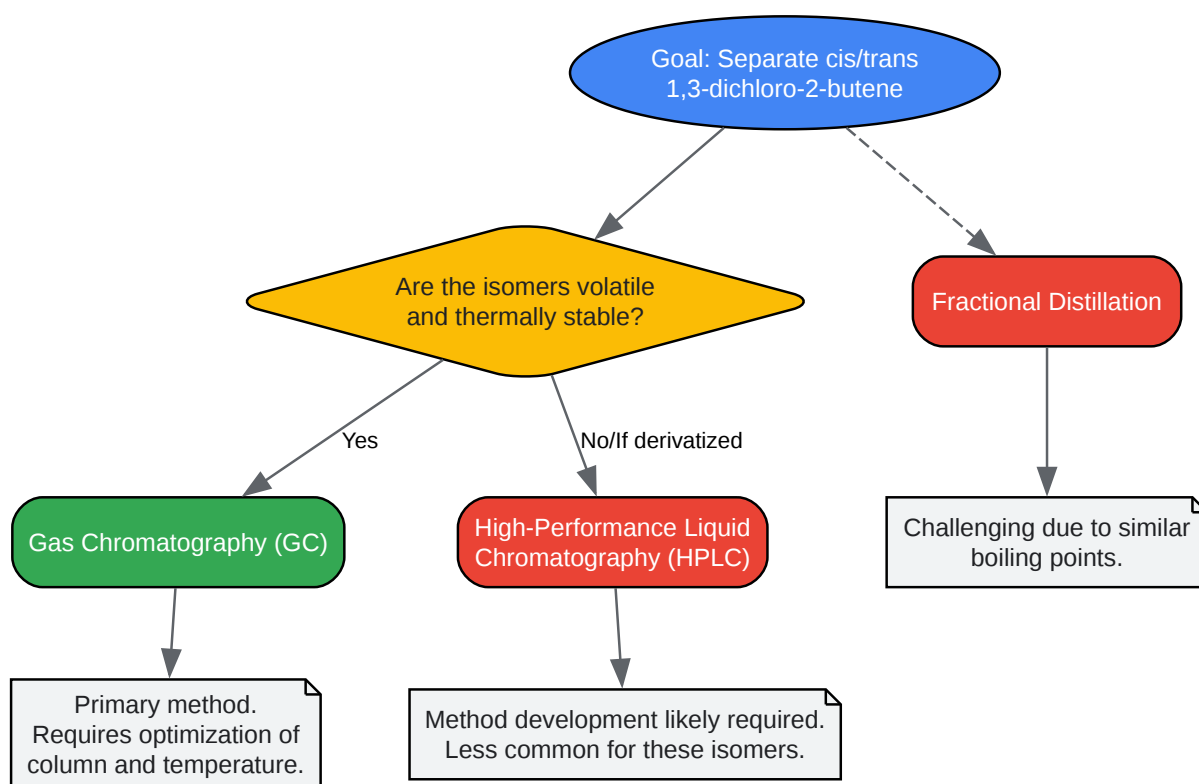 Goal: Separate cis/trans
1,3-dichloro-2-butene
Are the isomers volatile
and thermally stable?
Fractional Distillation
Yes
No/If derivatized
Gas Chromatography (GC)
High-Performance Liquid
Chromatography (HPLC)
Challenging due to similar
boiling points.
Primary method.
Requires optimization of
column and temperature.
Method development likely required.
Less common for these isomers.